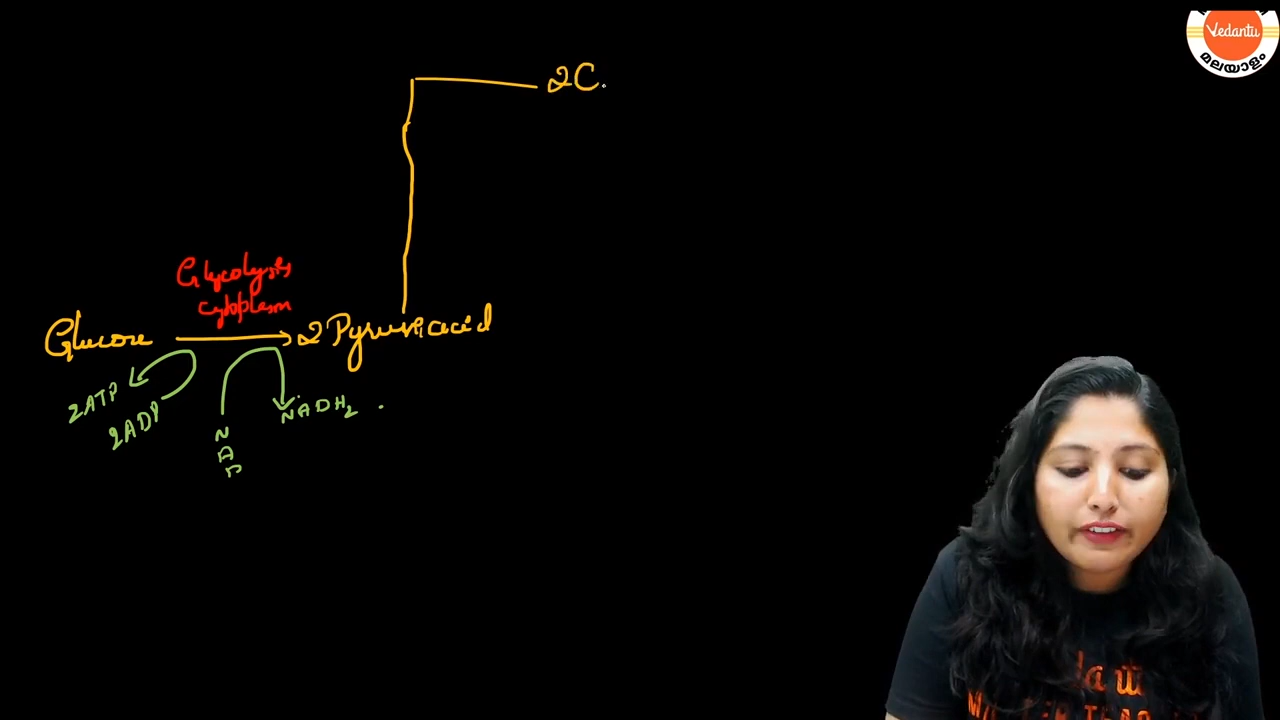 Vedantu
മലയാളം
2C
Glycolysis
cytoplasm
Glucose
2 Pyruvic acid
2ATP
2ADP
NAD
NADH2